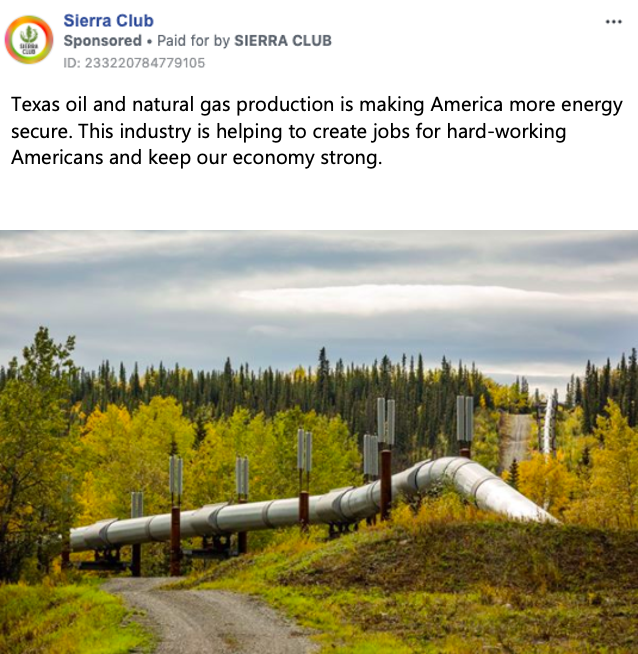 Sierra Club
Sponsored • Paid for by SIERRA CLUB
ID: 233220784779105
Texas oil and natural gas production is making America more energy
secure. This industry is helping to create jobs for hard-working
Americans and keep our economy strong.
SIERRA
CLUB